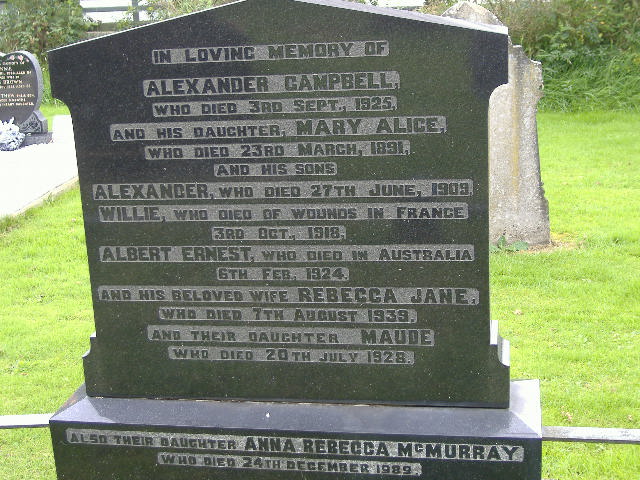 IN LOVING MEMORY OF
ALEXANDER CAMPBELL,
WHO DIED 3RD SEPT., 1925.
AND HIS DAUGHTER, MARY ALICE,
WHO DIED 23RD MARCH, 1891,
AND HIS SONS
ALEXANDER, WHO DIED 27TH JUNE, 1909.
WILLIE, WHO DIED OF WOUNDS IN FRANCE
3RD OCT., 1918.
ALBERT ERNEST, WHO DIED IN AUSTRALIA
6TH FEB. 1924.
AND HIS BELOVED WIFE REBECCA JANE,
WHO DIED 7TH AUGUST 1939.
AND THEIR DAUGHTER MAUDE
WHO DIED 20TH JULY 1928.
ALSO THEIR DAUGHTER ANNA REBECCA McMURRAY
WHO DIED 24TH DECEMBER 1989.
BROWN